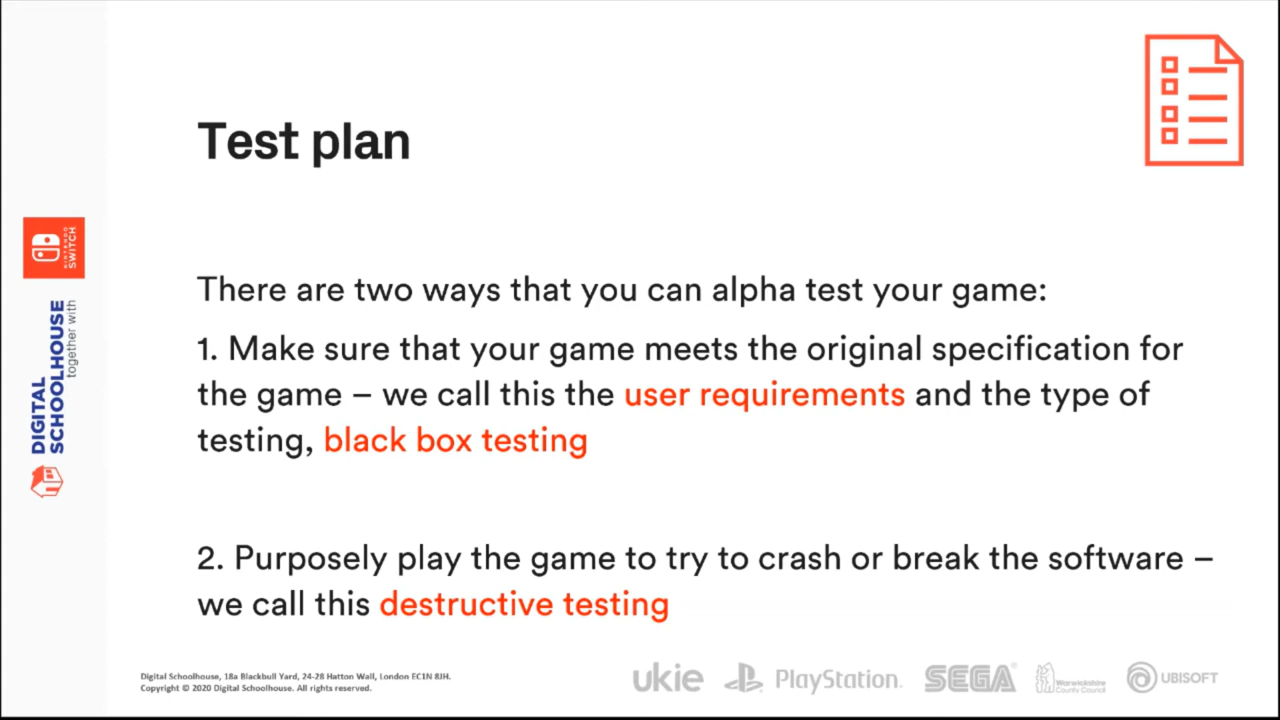 Test plan
NINTENDO
SWITCH
DIGITAL
SCHOOLHOUSE
together with
There are two ways that you can alpha test your game:
1. Make sure that your game meets the original specification for
the game – we call this the user requirements and the type of
testing, black box testing
2. Purposely play the game to try to crash or break the software –
we call this destructive testing
Digital Schoolhouse, 18a Blackbull Yard, 24-28 Hatton Wall, London EC1N 8JH.
Copyright © 2020 Digital Schoolhouse. All rights reserved.
ukie
PlayStation.
SEGA®
Warwickshire
County Council
UBISOFT